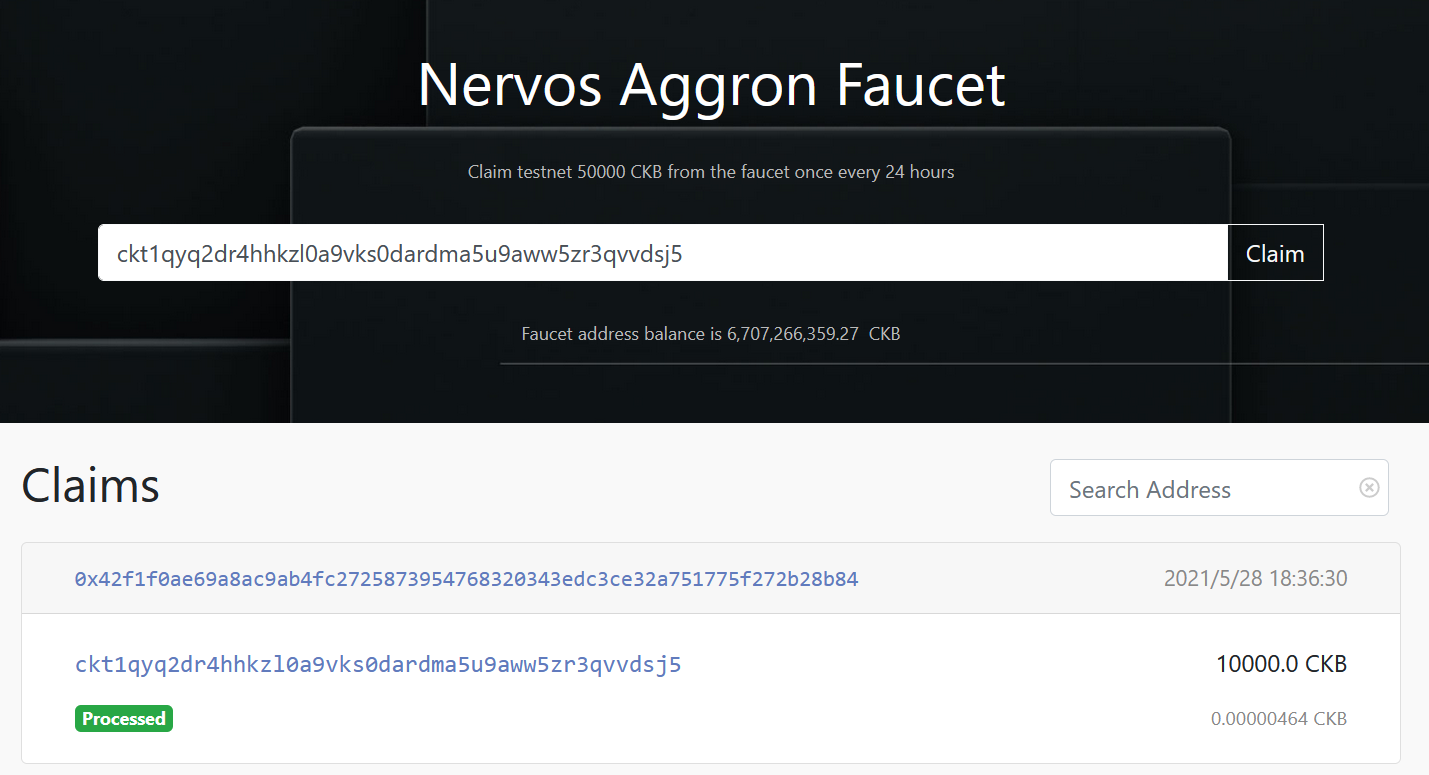 Nervos Aggron Faucet
Claim testnet 50000 CKB from the faucet once every 24 hours
ckt1qyq2dr4hhkzl0a9vks0dardma5u9aww5zr3qvvdsj5
Claim
Faucet address balance is 6,707,266,359.27 CKB
Claims
Search Address
0x42f1f0ae69a8ac9ab4fc2725873954768320343edc3ce32a751775f272b28b84
2021/5/28 18:36:30
ckt1qyq2dr4hhkzl0a9vks0dardma5u9aww5zr3qvvdsj5
10000.0 CKB
Processed
0.00000464 CKB